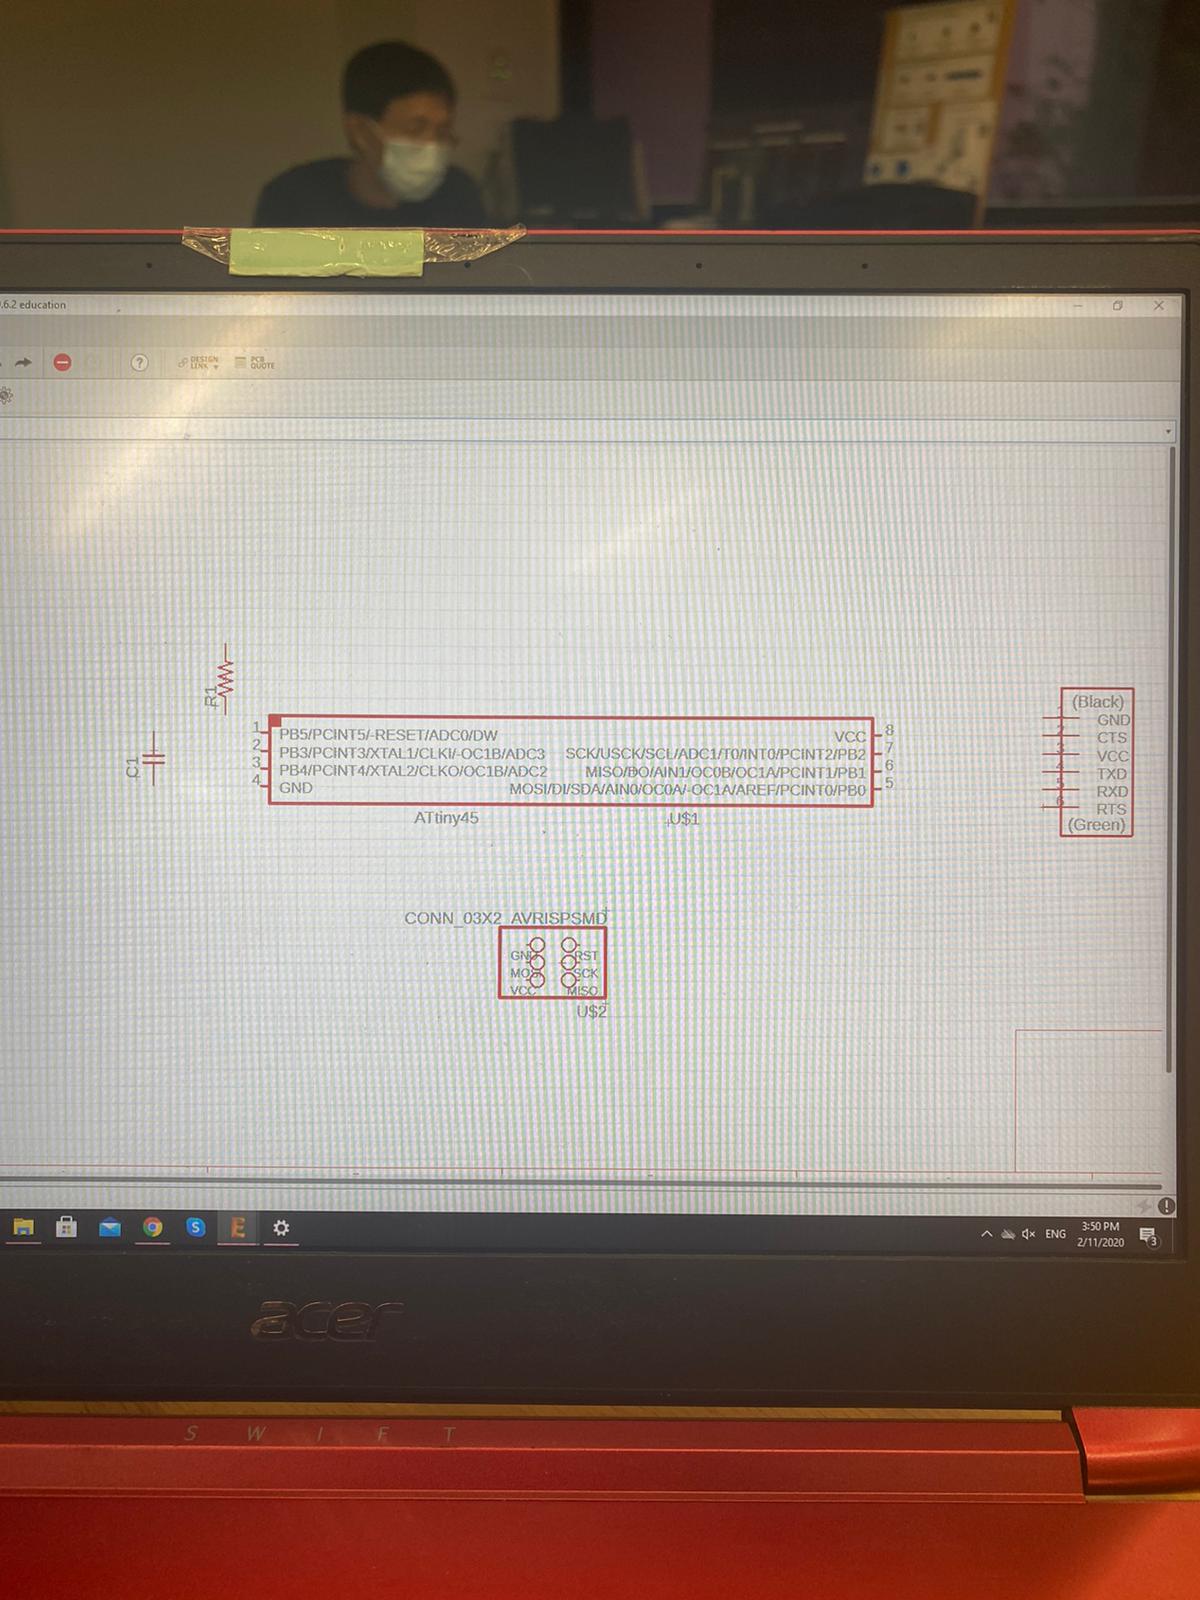 .6.2 education
DESIGN
LINK
PCB
QUOTE
R1
C1
1
2
3
4
PB5/PCINT5/-RESET/ADC0/DW
PB3/PCINT3/XTAL1/CLKI/-OC1B/ADC3
PB4/PCINT4/XTAL2/CLKO/OC1B/ADC2
GND
VCC
SCK/USCK/SCL/ADC1/T0/INT0/PCINT2/PB2
MISO/DO/AIN1/OC0B/OC1A/PCINT1/PB1
MOSI/DI/SDA/AIN0/OC0A/-OC1A/AREF/PCINT0/PB0
8
7
6
5
ATtiny45
U$1
(Black)
GND
CTS
VCC
TXD
RXD
RTS
(Green)
1
2
3
4
5
6
CONN_03X2_AVRISPSMD
GND RST
MOSI SCK
VCC MISO
U$2
ENG
3:50 PM
2/11/2020
3
acer
SWIFT